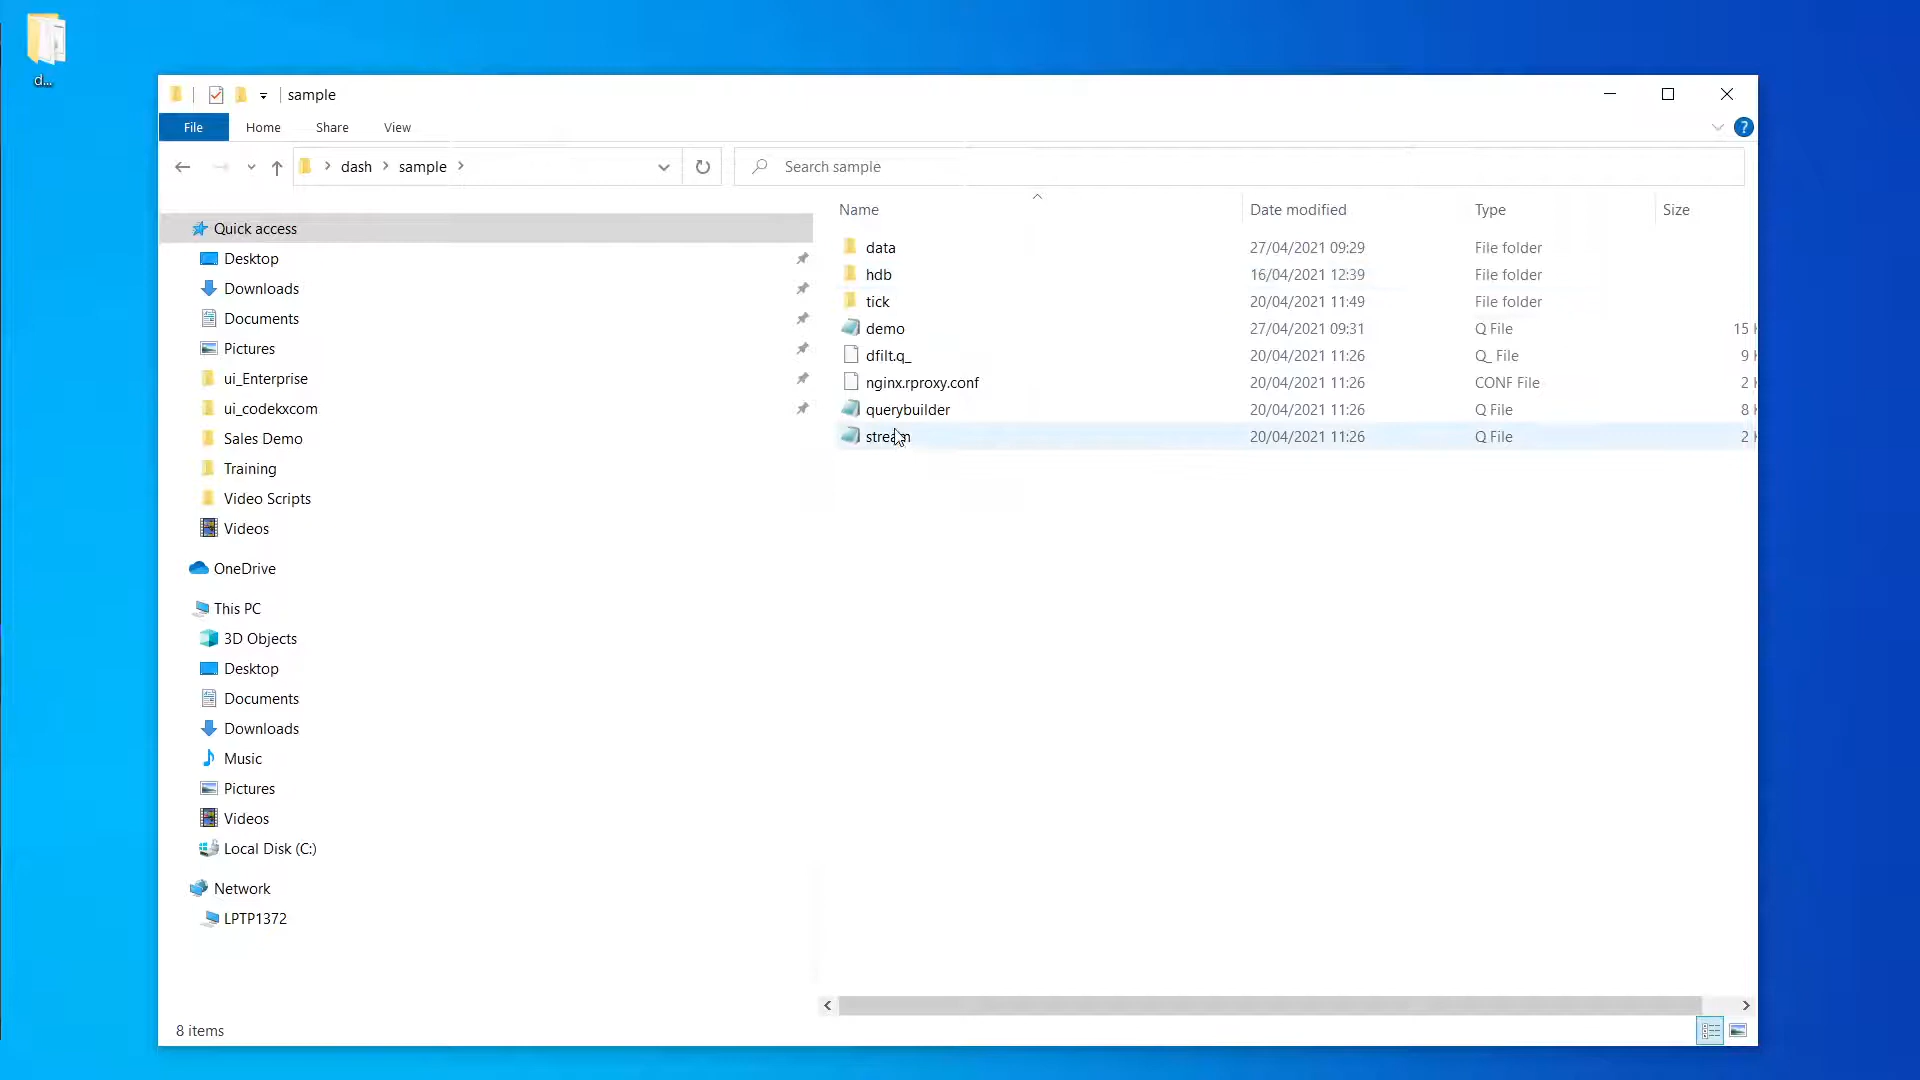 d...
sample
File Home Share View
dash sample
Search sample
Name Date modified Type Size
Quick access
Desktop
Downloads
Documents
Pictures
ui_Enterprise
ui_codekxcom
Sales Demo
Training
Video Scripts
Videos
OneDrive
This PC
3D Objects
Desktop
Documents
Downloads
Music
Pictures
Videos
Local Disk (C:)
Network
LPTP1372
data 27/04/2021 09:29 File folder
hdb 16/04/2021 12:39 File folder
tick 20/04/2021 11:49 File folder
demo 27/04/2021 09:31 Q File 15
dfilt.q_ 20/04/2021 11:26 Q_ File 9
nginx.rproxy.conf 20/04/2021 11:26 CONF File 2
querybuilder 20/04/2021 11:26 Q File 8
stream 20/04/2021 11:26 Q File 2
8 items